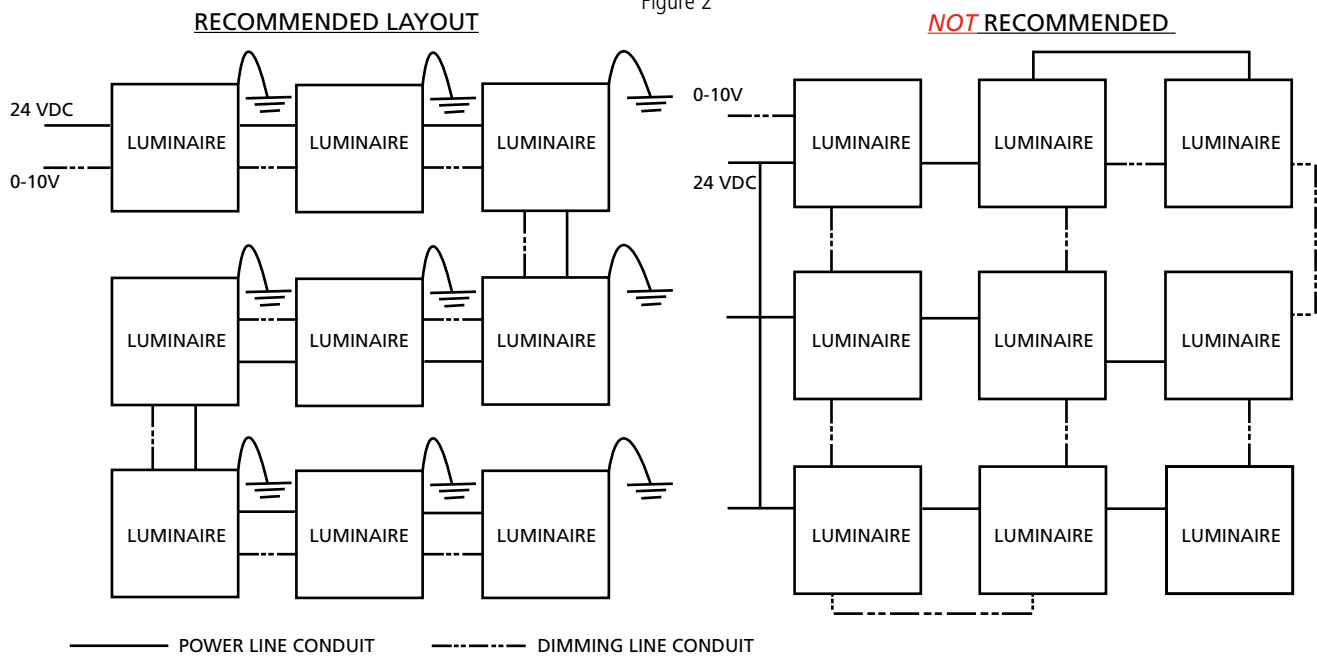 Figure 2
RECOMMENDED LAYOUT
24 VDC
0-10V
LUMINAIRE LUMINAIRE LUMINAIRE
LUMINAIRE LUMINAIRE LUMINAIRE
LUMINAIRE LUMINAIRE LUMINAIRE
NOT RECOMMENDED
0-10V
24 VDC
LUMINAIRE LUMINAIRE LUMINAIRE
LUMINAIRE LUMINAIRE LUMINAIRE
LUMINAIRE LUMINAIRE LUMINAIRE
POWER LINE CONDUIT
DIMMING LINE CONDUIT